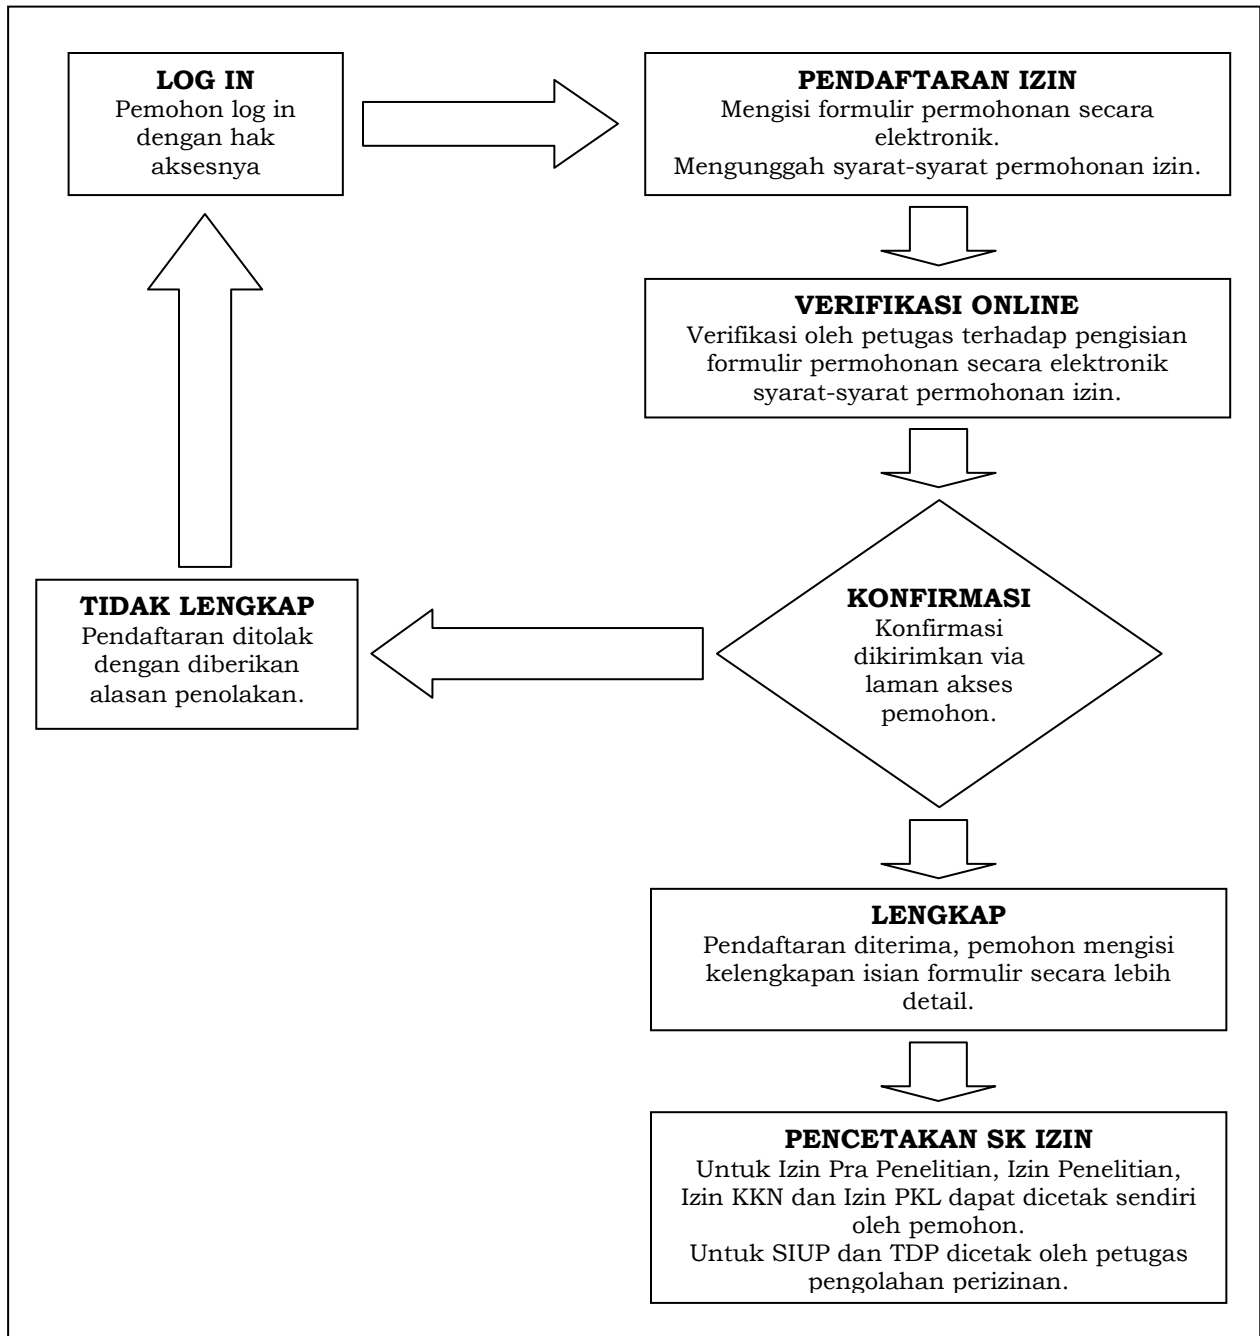 LOG IN
Pemohon log in
dengan hak
aksesnya
PENDAFTARAN IZIN
Mengisi formulir permohonan secara
elektronik.
Mengunggah syarat-syarat permohonan izin.
VERIFIKASI ONLINE
Verifikasi oleh petugas terhadap pengisian
formulir permohonan secara elektronik
syarat-syarat permohonan izin.
KONFIRMASI
Konfirmasi
dikirimkan via
laman akses
pemohon.
TIDAK LENGKAP
Pendaftaran ditolak
dengan diberikan
alasan penolakan.
LENGKAP
Pendaftaran diterima, pemohon mengisi
kelengkapan isian formulir secara lebih
detail.
PENCETAKAN SK IZIN
Untuk Izin Pra Penelitian, Izin Penelitian,
Izin KKN dan Izin PKL dapat dicetak sendiri
oleh pemohon.
Untuk SIUP dan TDP dicetak oleh petugas
pengolahan perizinan.